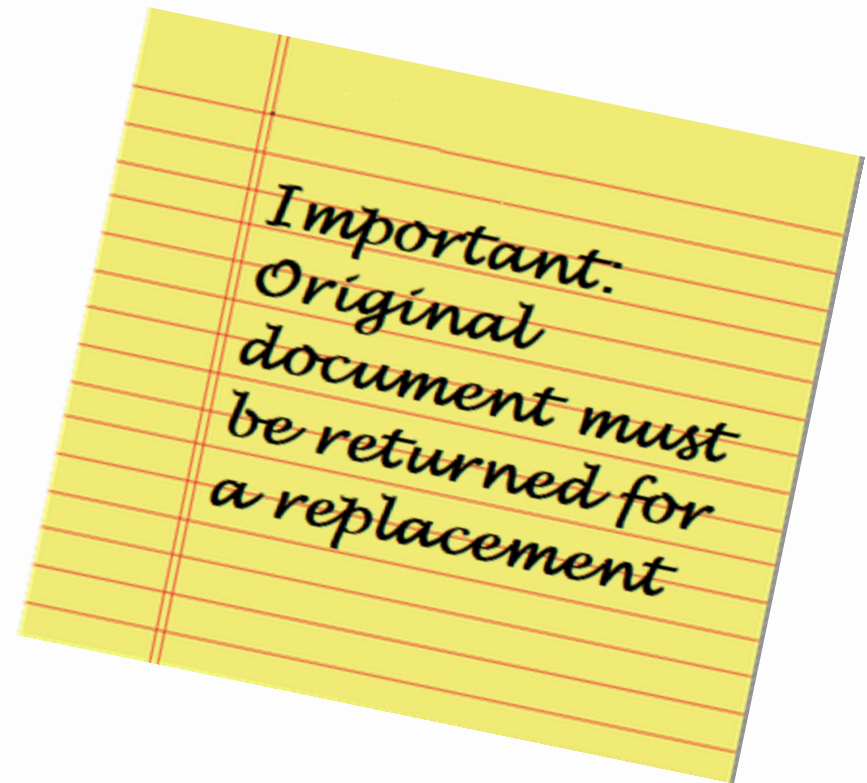 Important:
Original
document must
be returned for
a replacement